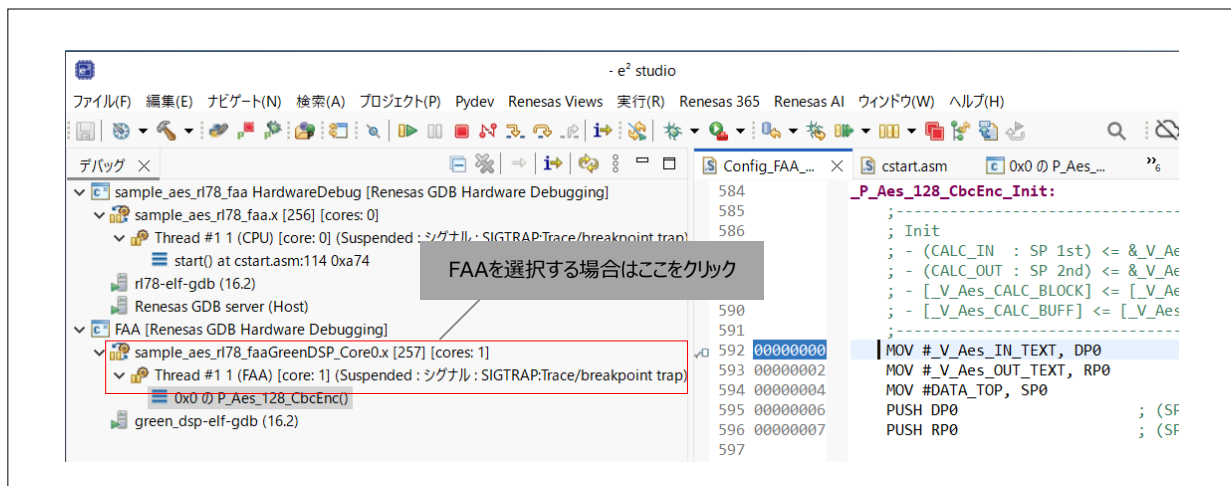 - e² studio
ファイル(F) 編集(E) ナビゲート(N) 検索(A) プロジェクト(P) Pydev Renesas Views 実行(R) Renesas 365 Renesas AI ウィンドウ(W) ヘルプ(H)
デバッグ
Config_FAA_... cstart.asm 0x0 の P_Aes_... »6
sample_aes_rl78_faa HardwareDebug [Renesas GDB Hardware Debugging]
sample_aes_rl78_faa.x [256] [cores: 0]
Thread #1 1 (CPU) [core: 0] (Suspended : シグナル : SIGTRAP:Trace/breakpoint trap)
start() at cstart.asm:114 0xa74
rl78-elf-gdb (16.2)
Renesas GDB server (Host)
FAA [Renesas GDB Hardware Debugging]
sample_aes_rl78_faaGreenDSP_Core0.x [257] [cores: 1]
Thread #1 1 (FAA) [core: 1] (Suspended : シグナル : SIGTRAP:Trace/breakpoint trap)
0x0 の P_Aes_128_CbcEnc()
green_dsp-elf-gdb (16.2)
FAAを選択する場合はここをクリック
584 _P_Aes_128_CbcEnc_Init:
585 ;-----------------------------------
586 ; Init
; - (CALC_IN : SP 1st) <= &_V_Ae
; - (CALC_OUT : SP 2nd) <= &_V_Ae
; - [_V_Aes_CALC_BLOCK] <= [_V_Ae
590 ; - [_V_Aes_CALC_BUFF] <= [_V_Aes
591 ;-----------------------------------
592 00000000 MOV #_V_Aes_IN_TEXT, DP0
593 00000002 MOV #_V_Aes_OUT_TEXT, RP0
594 00000004 MOV #DATA_TOP, SP0
595 00000006 PUSH DP0 ; (SP
596 00000007 PUSH RP0 ; (SP
597